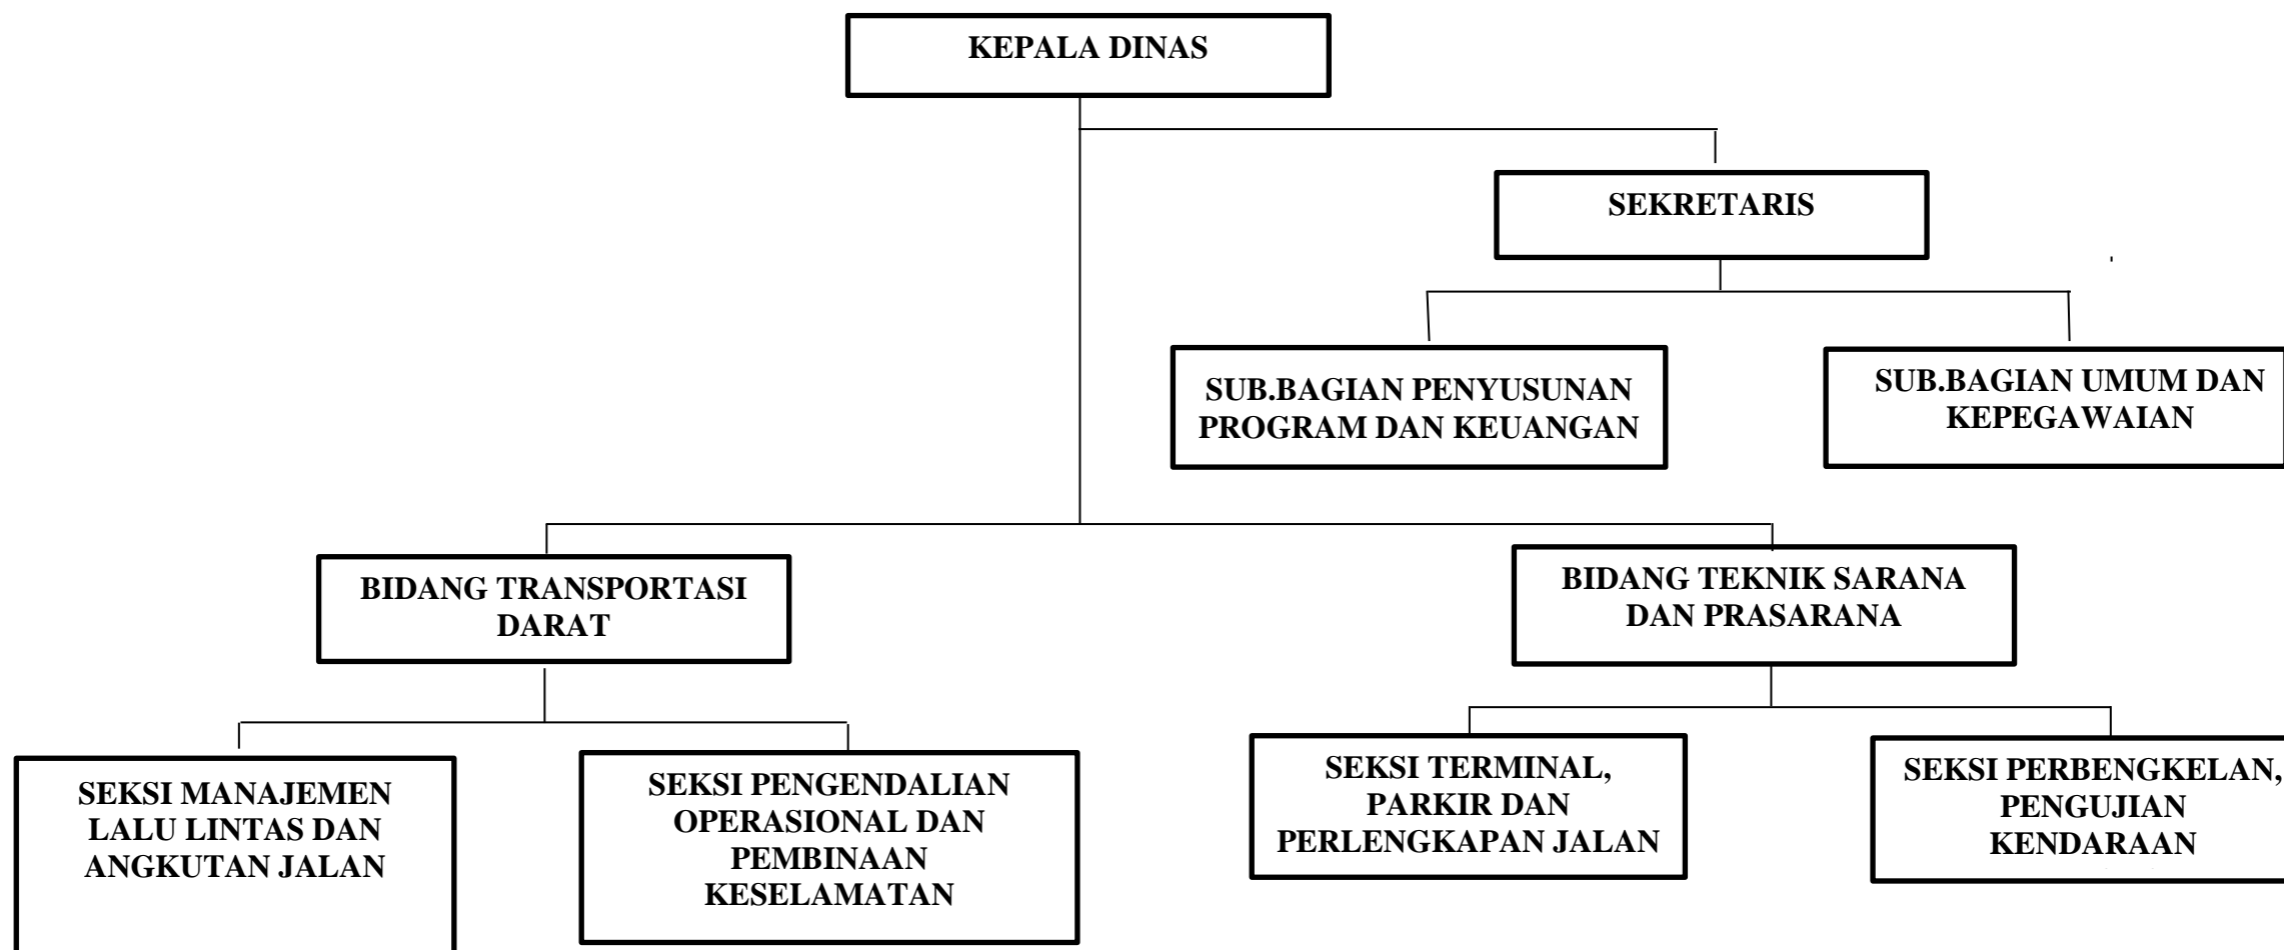 KEPALA DINAS
SEKRETARIS
SUB.BAGIAN PENYUSUNAN
PROGRAM DAN KEUANGAN
SUB.BAGIAN UMUM DAN
KEPEGAWAIAN
BIDANG TRANSPORTASI
DARAT
BIDANG TEKNIK SARANA
DAN PRASARANA
SEKSI MANAJEMEN
LALU LINTAS DAN
ANGKUTAN JALAN
SEKSI PENGENDALIAN
OPERASIONAL DAN
PEMBINAAN
KESELAMATAN
SEKSI TERMINAL,
PARKIR DAN
PERLENGKAPAN JALAN
SEKSI PERBENGKELAN,
PENGUJIAN
KENDARAAN